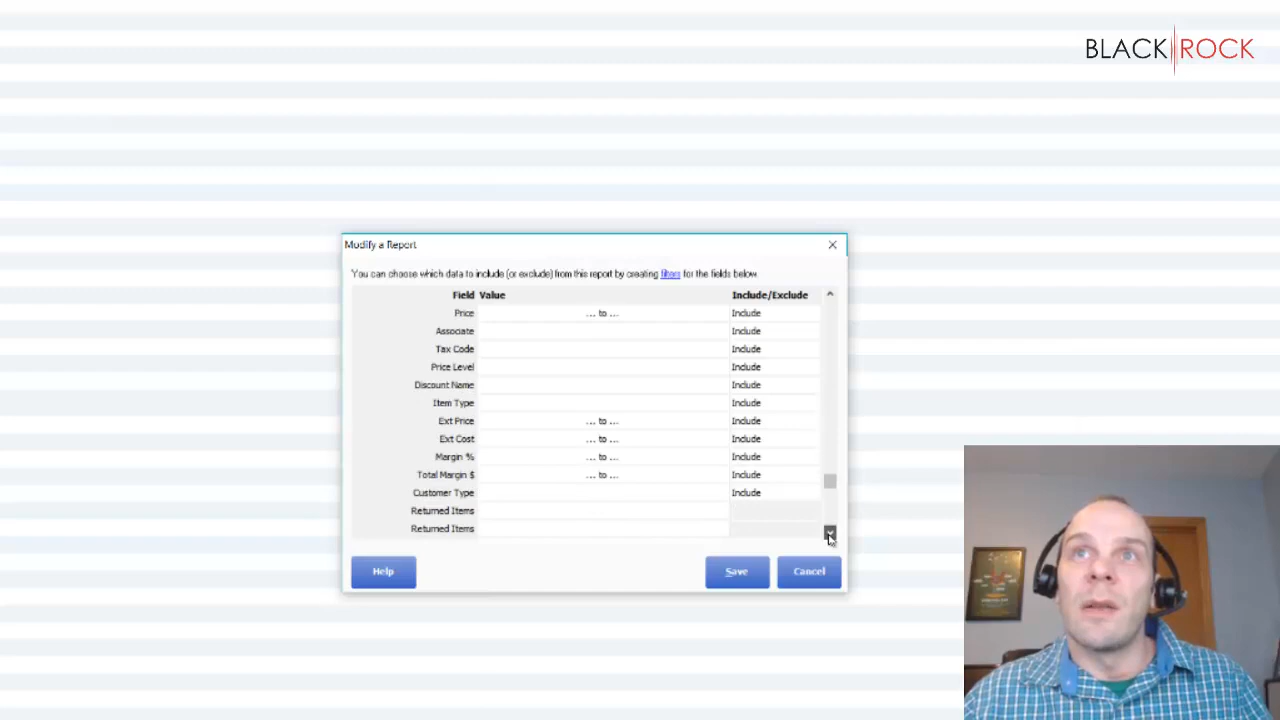 BLACK ROCK
Modify a Report
You can choose which data to include (or exclude) from this report by creating filters for the fields below.
Field Value Include/Exclude
Price ... to ... Include
Associate Include
Tax Code Include
Price Level Include
Discount Name Include
Item Type Include
Ext Price ... to ... Include
Ext Cost ... to ... Include
Margin % ... to ... Include
Total Margin $ ... to ... Include
Customer Type Include
Returned Items
Returned Items
Help Save Cancel